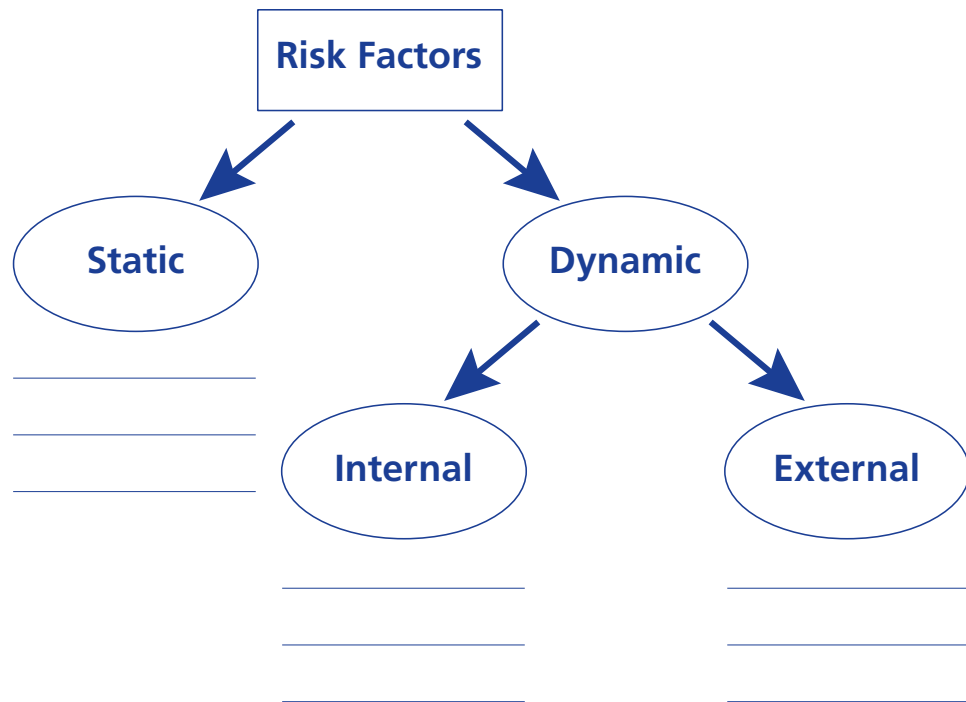 Risk Factors
Static
Dynamic
Internal
External